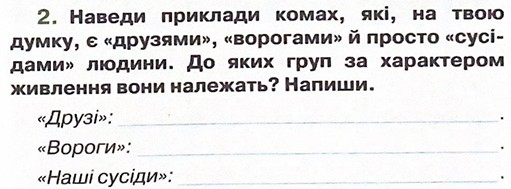 2. Наведи приклади комах, які, на твою
думку, є «друзями», «ворогами» й просто «сусі-
дами» людини. До яких груп за характером
живлення вони належать? Напиши.
«Друзі»: .
«Вороги»: .
«Наші сусіди»: .